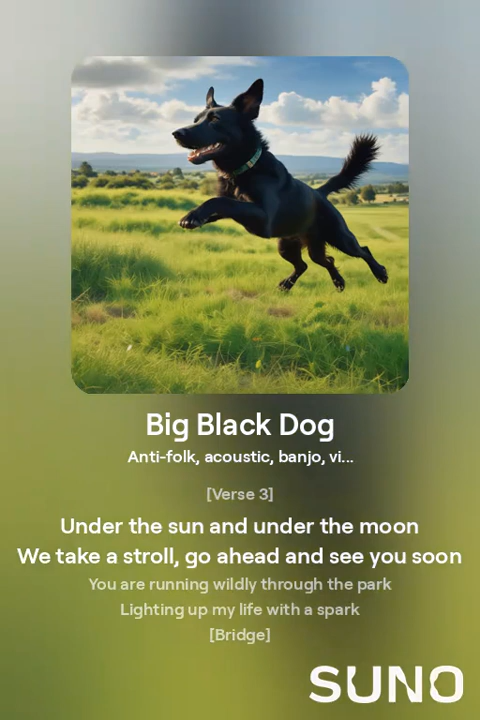 Big Black Dog
Anti-folk, acoustic, banjo, vi...
[Verse 3]
Under the sun and under the moon
We take a stroll, go ahead and see you soon
You are running wildly through the park
Lighting up my life with a spark
[Bridge]
SUNO